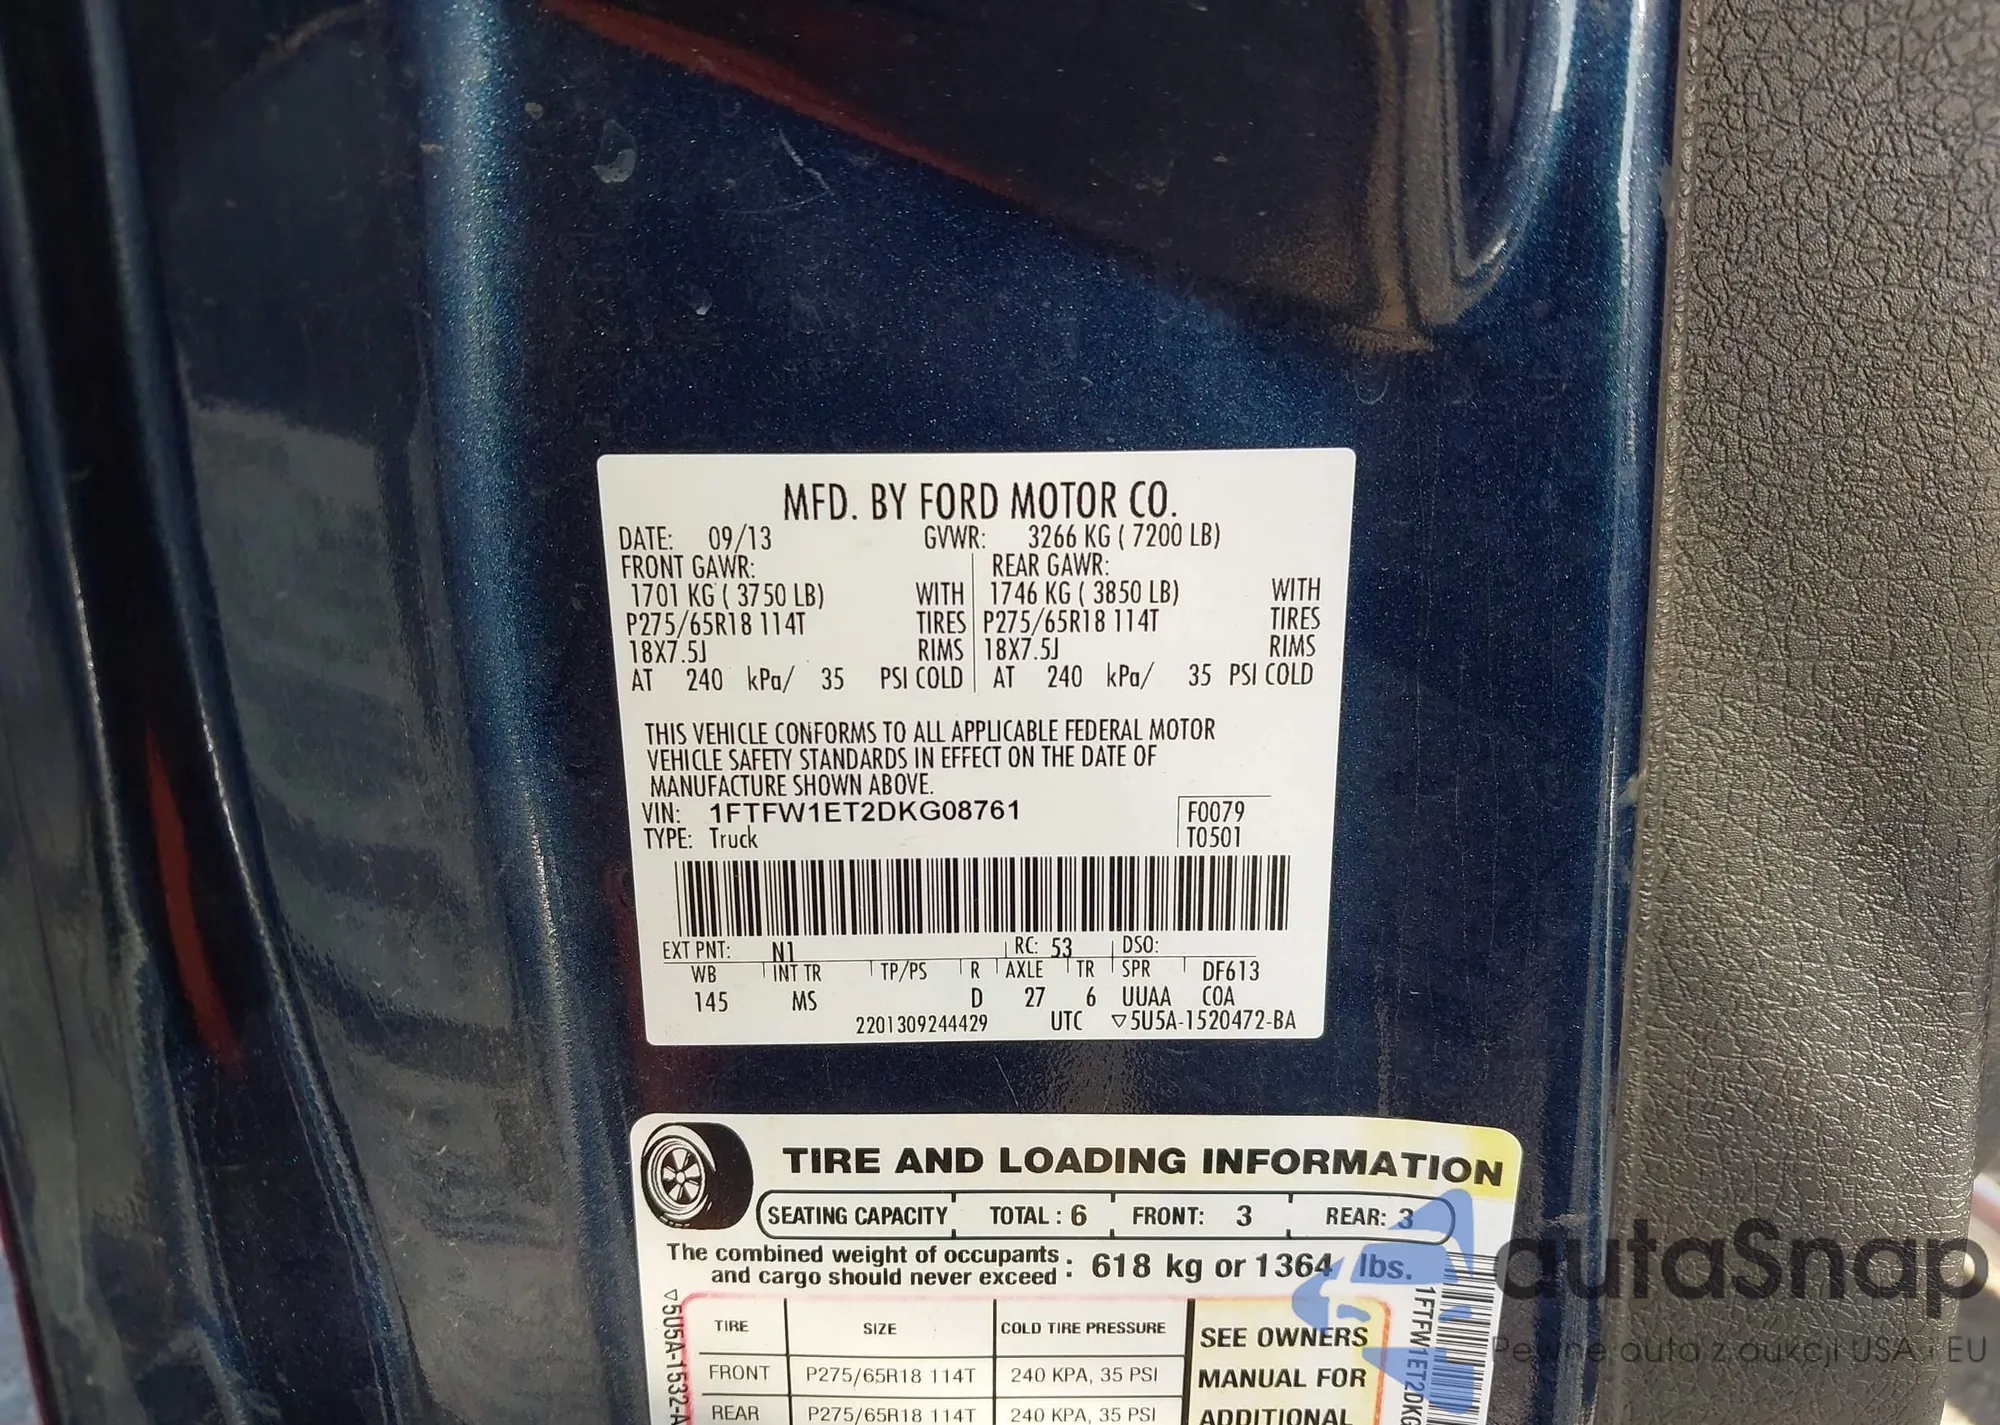 MFD. BY FORD MOTOR CO.
DATE: 09/13 GVWR: 3266 KG ( 7200 LB)
FRONT GAWR: REAR GAWR:
1701 KG ( 3750 LB) WITH 1746 KG ( 3850 LB) WITH
P275/65R18 114T TIRES P275/65R18 114T TIRES
18X7.5J RIMS 18X7.5J RIMS
AT 240 kPa/ 35 PSI COLD AT 240 kPa/ 35 PSI COLD
THIS VEHICLE CONFORMS TO ALL APPLICABLE FEDERAL MOTOR
VEHICLE SAFETY STANDARDS IN EFFECT ON THE DATE OF
MANUFACTURE SHOWN ABOVE.
VIN: 1FTFW1ET2DKG08761 F0079
TYPE: Truck T0501
EXT PNT: N1 RC: 53 DSO:
WB INT TR TP/PS R AXLE TR SPR DF613
145 MS D 27 6 UUAA COA
2201309244429 UTC ▽5U5A-1520472-BA
TIRE AND LOADING INFORMATION
SEATING CAPACITY TOTAL : 6 FRONT: 3 REAR: 3
The combined weight of occupants
and cargo should never exceed : 618 kg or 1364 lbs.
TIRE SIZE COLD TIRE PRESSURE SEE OWNERS
FRONT P275/65R18 114T 240 KPA, 35 PSI MANUAL FOR
REAR P275/65R18 114T 240 KPA, 35 PSI ADDITIONAL
▽5U5A-1532-A
1FTFW1ET2DKG
autaSnap
Pewne auta z aukcji USA i EU